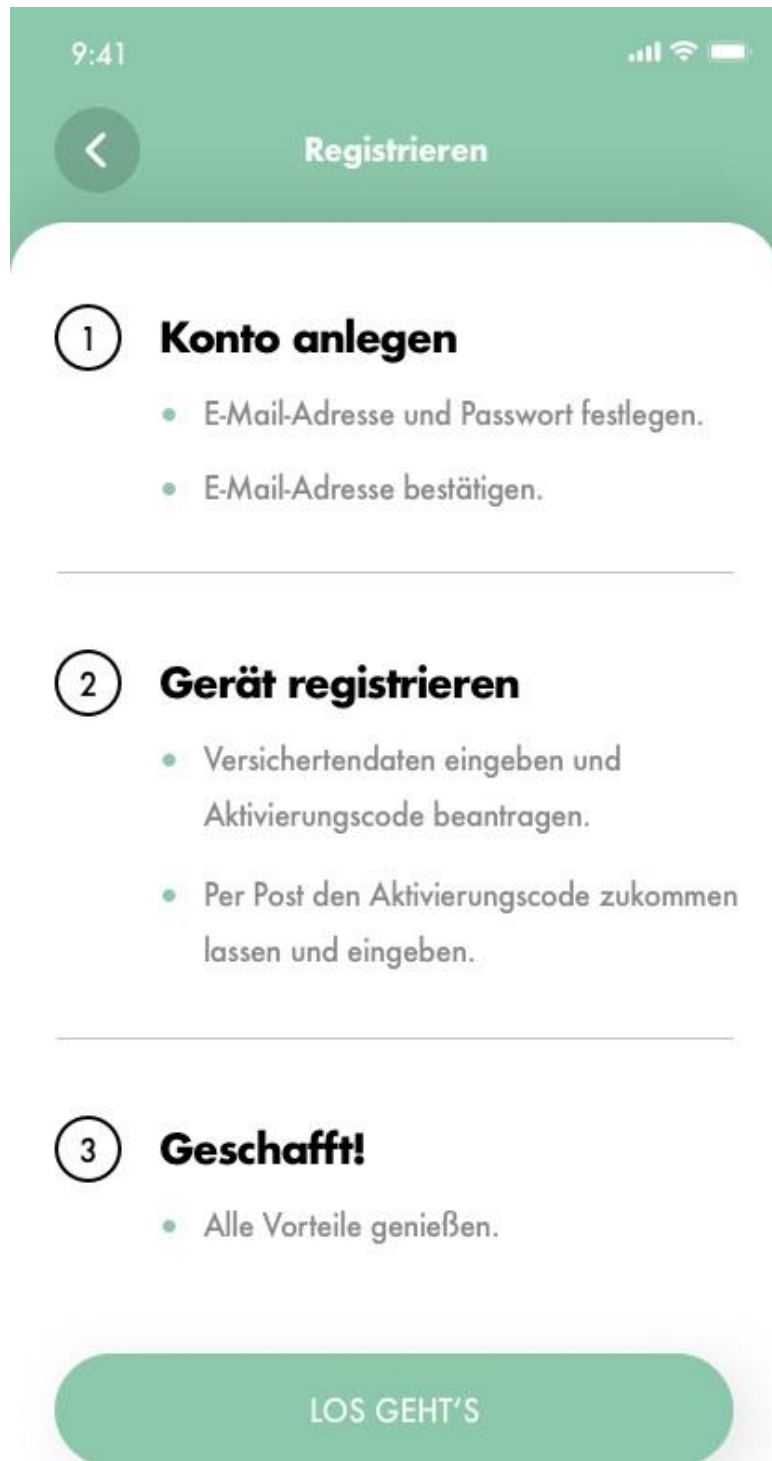 9:41
Registrieren
1 Konto anlegen
E-Mail-Adresse und Passwort festlegen.
E-Mail-Adresse bestätigen.
2 Gerät registrieren
Versichertendaten eingeben und
Aktivierungscode beantragen.
Per Post den Aktivierungscode zukommen
lassen und eingeben.
3 Geschafft!
Alle Vorteile genießen.
LOS GEHT'S